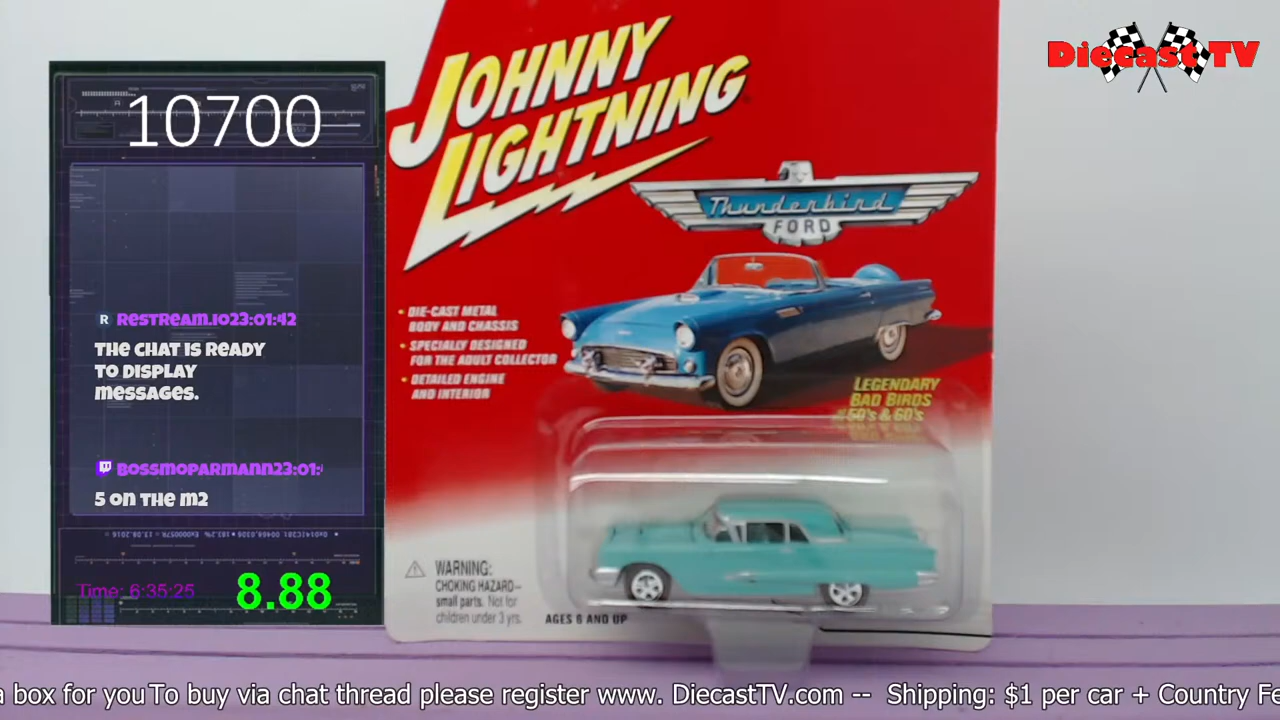 Diecast TV
10700
R Restream.io23:01:42
THE CHAT IS READY
TO DISPLAY
MESSAGES.
BOSSMOPARMANN23:01:
5 ON THE M2
Time: 6:35:25
8.88
JOHNNY
LIGHTNING
Thunderbird
FORD
• DIE-CAST METAL
BODY AND CHASSIS
• SPECIALLY DESIGNED
FOR THE ADULT COLLECTOR
• DETAILED ENGINE
AND INTERIOR
LEGENDARY
BAD BIRDS
of 50's & 60's
WARNING:
CHOKING HAZARD–
small parts. Not for
children under 3 yrs.
AGES 6 AND UP
a box for you To buy via chat thread please register www. DiecastTV.com -- Shipping: $1 per car + Country Fe